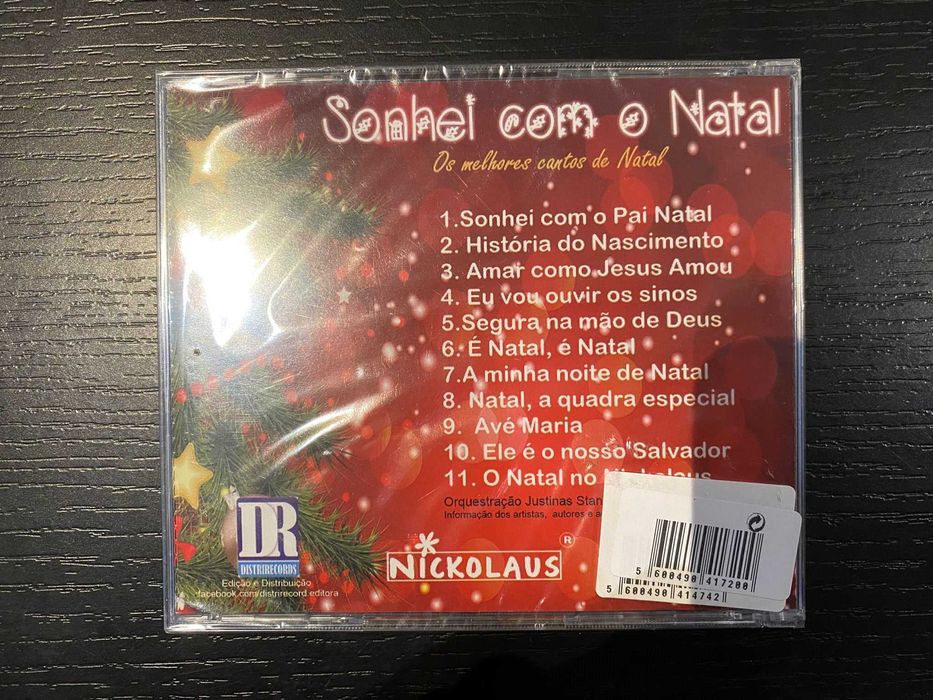 Sonhei com o Natal
Os melhores cantos de Natal
1.Sonhei com o Pai Natal
2. História do Nascimento
3. Amar como Jesus Amou
4. Eu vou ouvir os sinos
5.Segura na mão de Deus
6. É Natal, é Natal
7.A minha noite de Natal
8. Natal, a quadra especial
9. Avé Maria
10. Ele é o nosso Salvador
11. O Natal no Nickolaus
Orquestração Justinas
Informação dos artistas, autores e
DR
DISTRIRECORDS
Edição e Distribuição
facebook.com/distrirecord.editora
NICKOLAUS ®
5 600490 417200
5 600490 414742